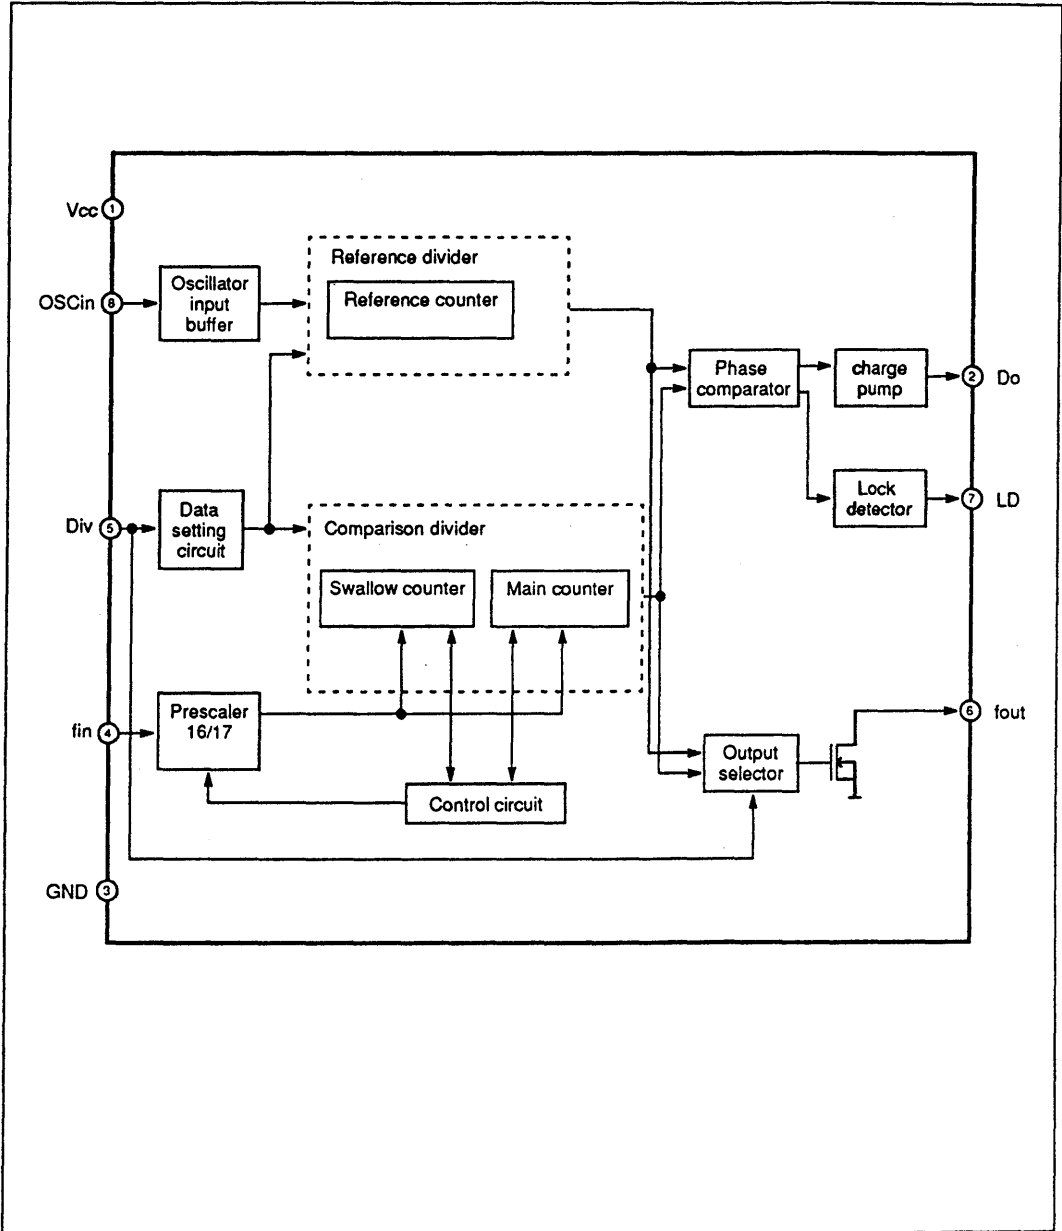 Vcc 1
Reference divider
Reference counter
OSCin 8
Oscillator
input
buffer
Phase
comparator
charge
pump
2 Do
Lock
detector
7 LD
Div 5
Data
setting
circuit
Comparison divider
Swallow counter
Main counter
fin 4
Prescaler
16/17
Control circuit
Output
selector
6 fout
GND 3